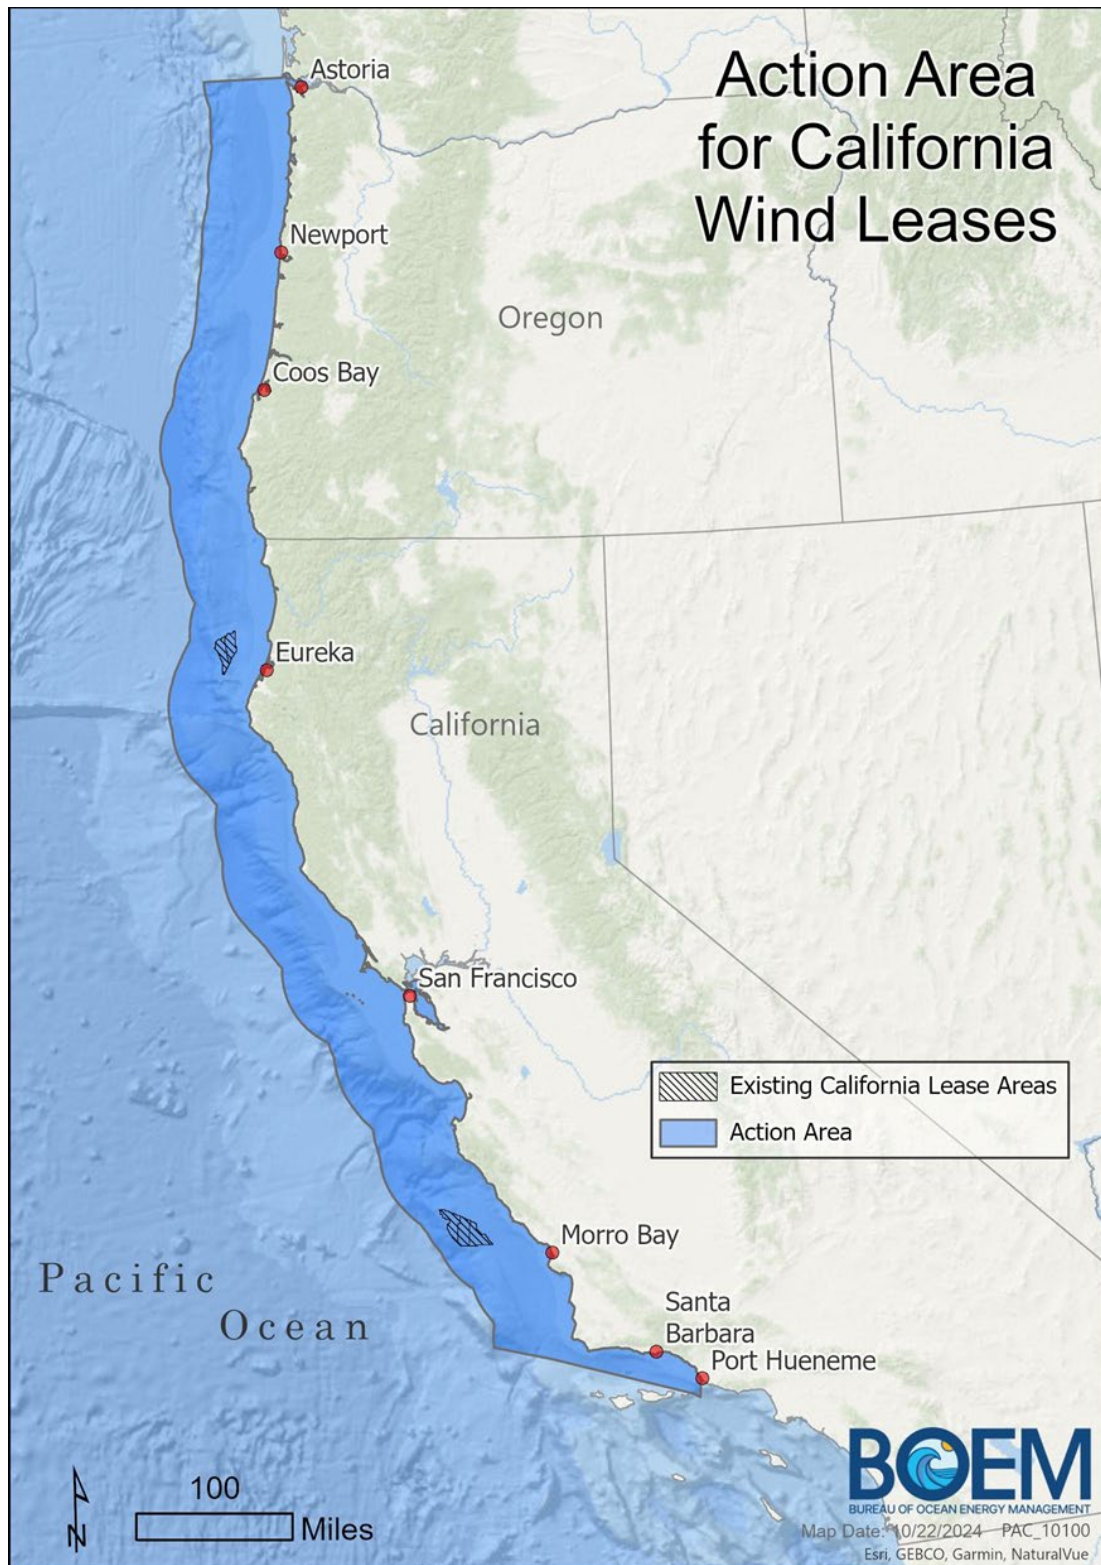 Action Area
for California
Wind Leases
Astoria
Newport
Oregon
Coos Bay
Eureka
California
San Francisco
Existing California Lease Areas
Action Area
Morro Bay
Pacific
Ocean
Santa
Barbara
Port Hueneme
N
100
Miles
BOEM
BUREAU OF OCEAN ENERGY MANAGEMENT
Map Date: 10/22/2024 PAC_10100
Esri, GEBCO, Garmin, NaturalVue